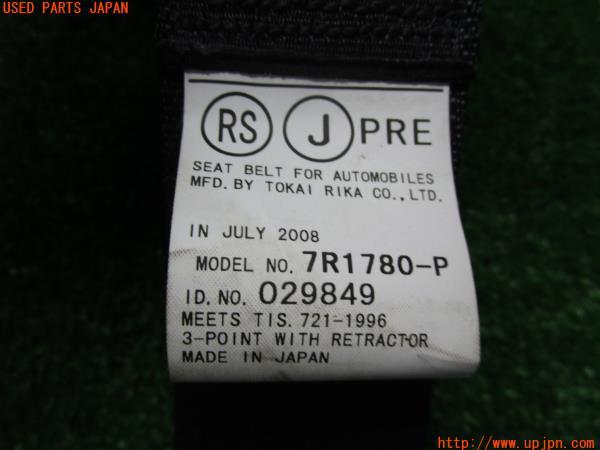 USED PARTS JAPAN
RS J PRE
SEAT BELT FOR AUTOMOBILES
MFD. BY TOKAI RIKA CO.,LTD.
IN JULY 2008
MODEL NO. 7R1780-P
ID. NO. 029849
MEETS TIS. 721-1996
3-POINT WITH RETRACTOR
MADE IN JAPAN
http://www.upjpn.com/